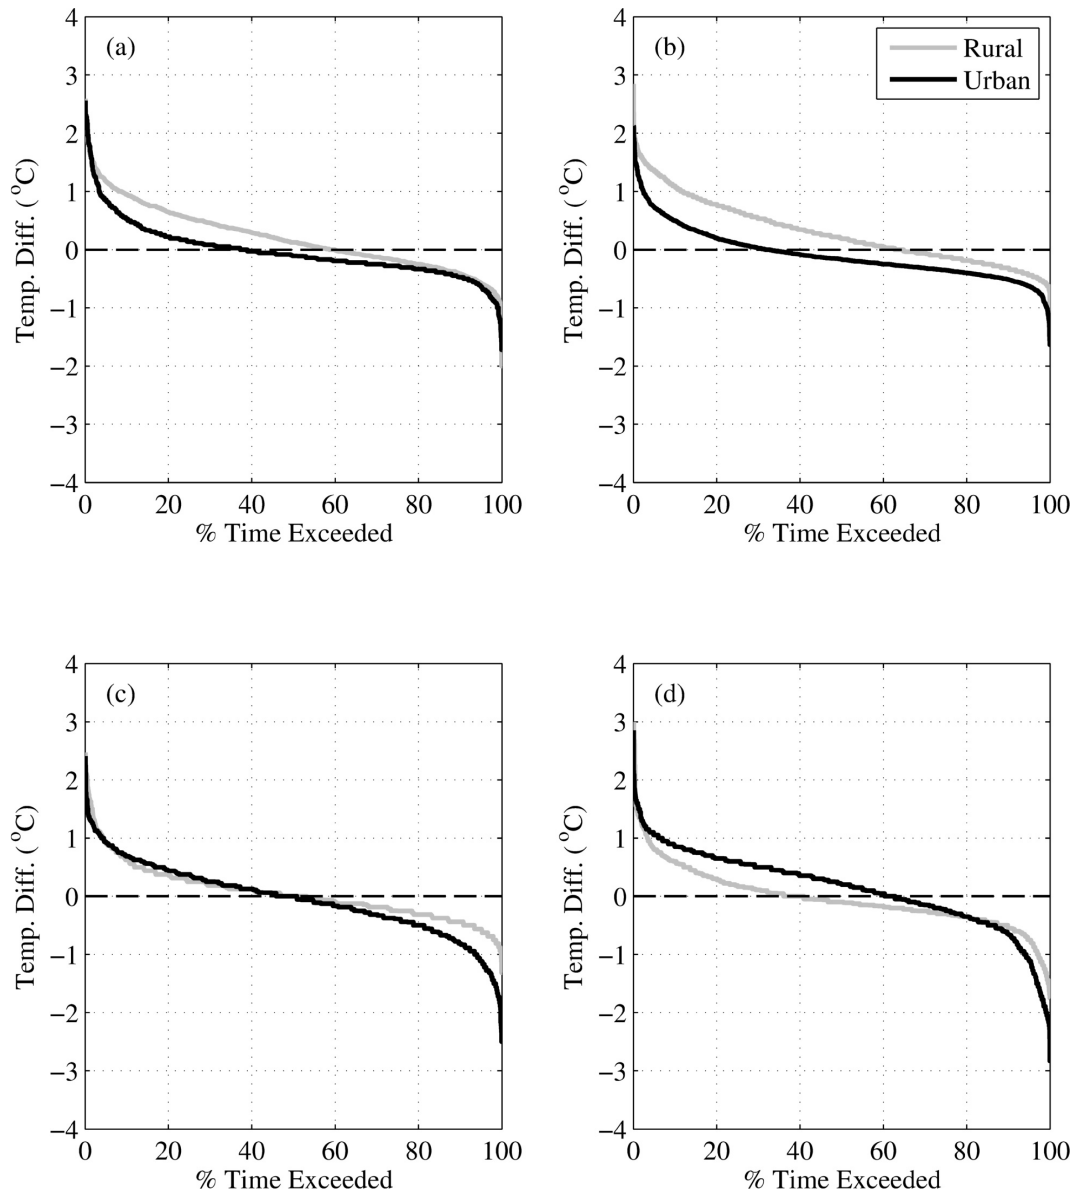 (a)
4
3
2
1
0
−1
−2
−3
−4
Temp. Diff. ( °C)
0 20 40 60 80 100
% Time Exceeded
(b)
Rural
Urban
4
3
2
1
0
−1
−2
−3
−4
Temp. Diff. ( °C)
0 20 40 60 80 100
% Time Exceeded
(c)
4
3
2
1
0
−1
−2
−3
−4
Temp. Diff. ( °C)
0 20 40 60 80 100
% Time Exceeded
(d)
4
3
2
1
0
−1
−2
−3
−4
Temp. Diff. ( °C)
0 20 40 60 80 100
% Time Exceeded